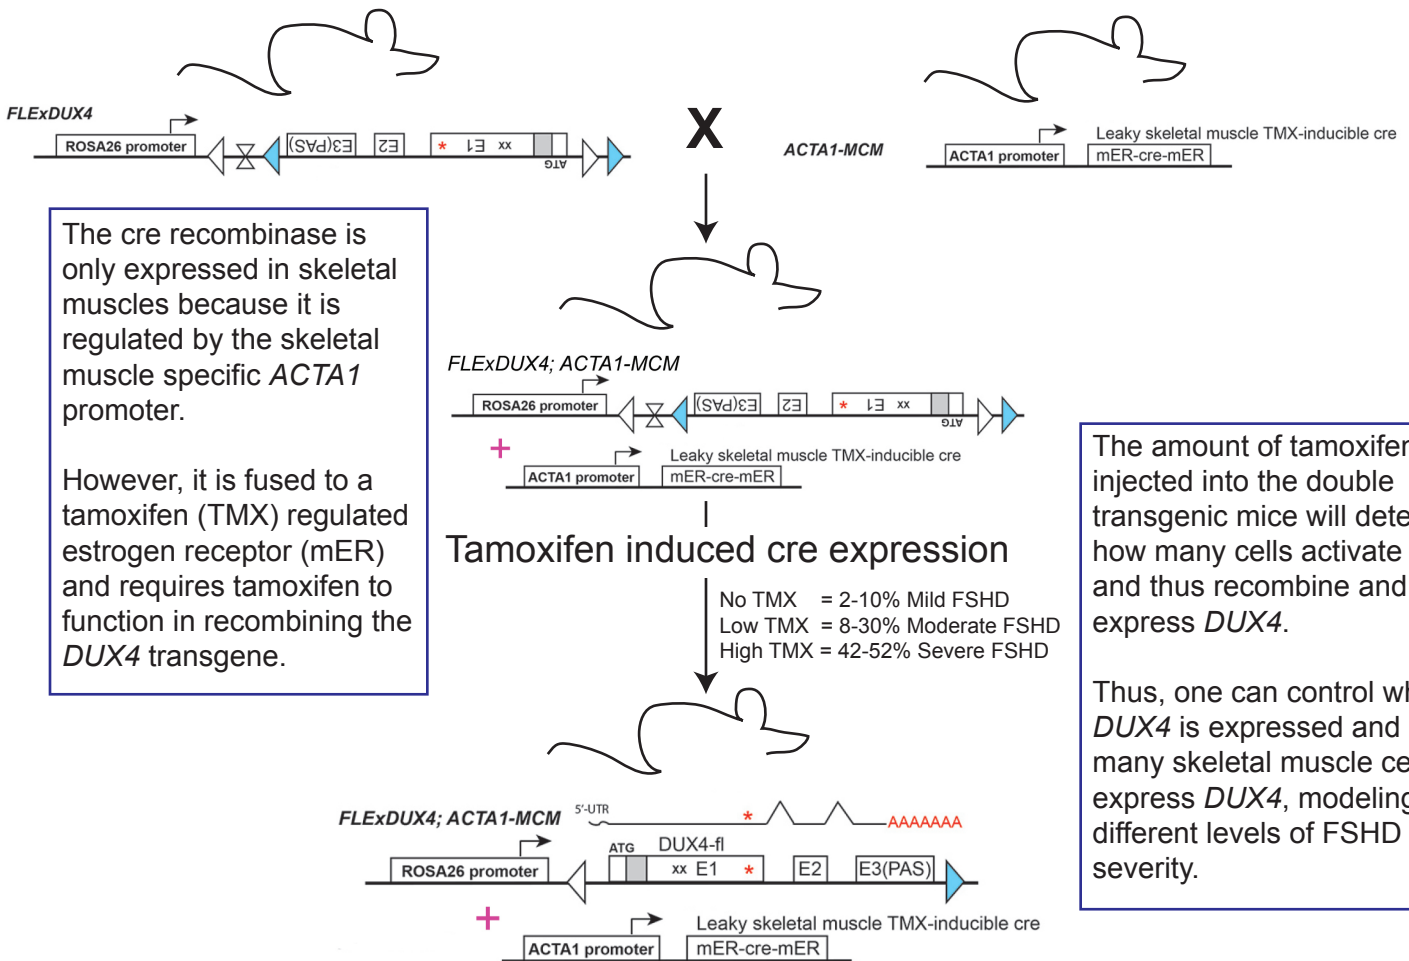 FLExDUX4
ROSA26 promoter
E3(PAS)
E2
* E1 xx
ATG
X
ACTA1-MCM
ACTA1 promoter
Leaky skeletal muscle TMX-inducible cre
mER-cre-mER
The cre recombinase is
only expressed in skeletal
muscles because it is
regulated by the skeletal
muscle specific ACTA1
promoter.
However, it is fused to a
tamoxifen (TMX) regulated
estrogen receptor (mER)
and requires tamoxifen to
function in recombining the
DUX4 transgene.
FLExDUX4; ACTA1-MCM
ROSA26 promoter
E3(PAS)
E2
* E1 xx
ATG
+
ACTA1 promoter
Leaky skeletal muscle TMX-inducible cre
mER-cre-mER
Tamoxifen induced cre expression
No TMX = 2-10% Mild FSHD
Low TMX = 8-30% Moderate FSHD
High TMX = 42-52% Severe FSHD
The amount of tamoxifen
injected into the double
transgenic mice will dete
how many cells activate
and thus recombine and
express DUX4.
Thus, one can control wh
DUX4 is expressed and
many skeletal muscle ce
express DUX4, modeling
different levels of FSHD
severity.
FLExDUX4; ACTA1-MCM
5'-UTR
*
AAAAAAA
ROSA26 promoter
ATG
DUX4-fl
xx E1 *
E2
E3(PAS)
+
ACTA1 promoter
Leaky skeletal muscle TMX-inducible cre
mER-cre-mER